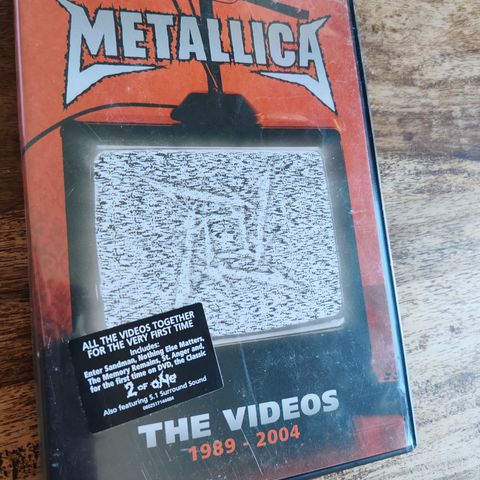 METALLICA
ALL THE VIDEOS TOGETHER
FOR THE VERY FIRST TIME
Includes:
Enter Sandman, Nothing Else Matters,
The Memory Remains, St. Anger and,
for the first time on DVD, the Classic
2 OF ONE
Also featuring 5.1 Surround Sound
THE VIDEOS
1989 - 2004